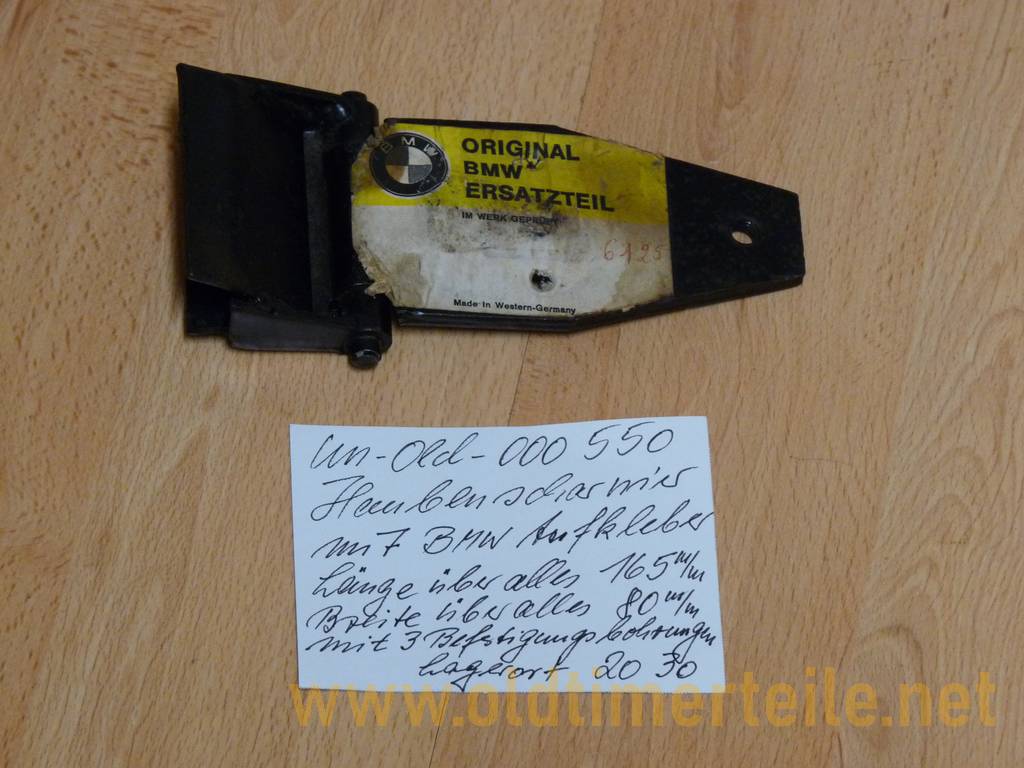 BMW
ORIGINAL
BMW
ERSATZTEIL
IM WERK GEPRÜFT
6125
Made in Western-Germany
Un-Old-000 550
Haubenscharnier
mit BMW Aufkleber
Länge über alles 165 m/m
Breite über alles 80 m/m
mit 3 Befestigungsbohrungen
Lagerort 20 30
www.oldtimerteile.net